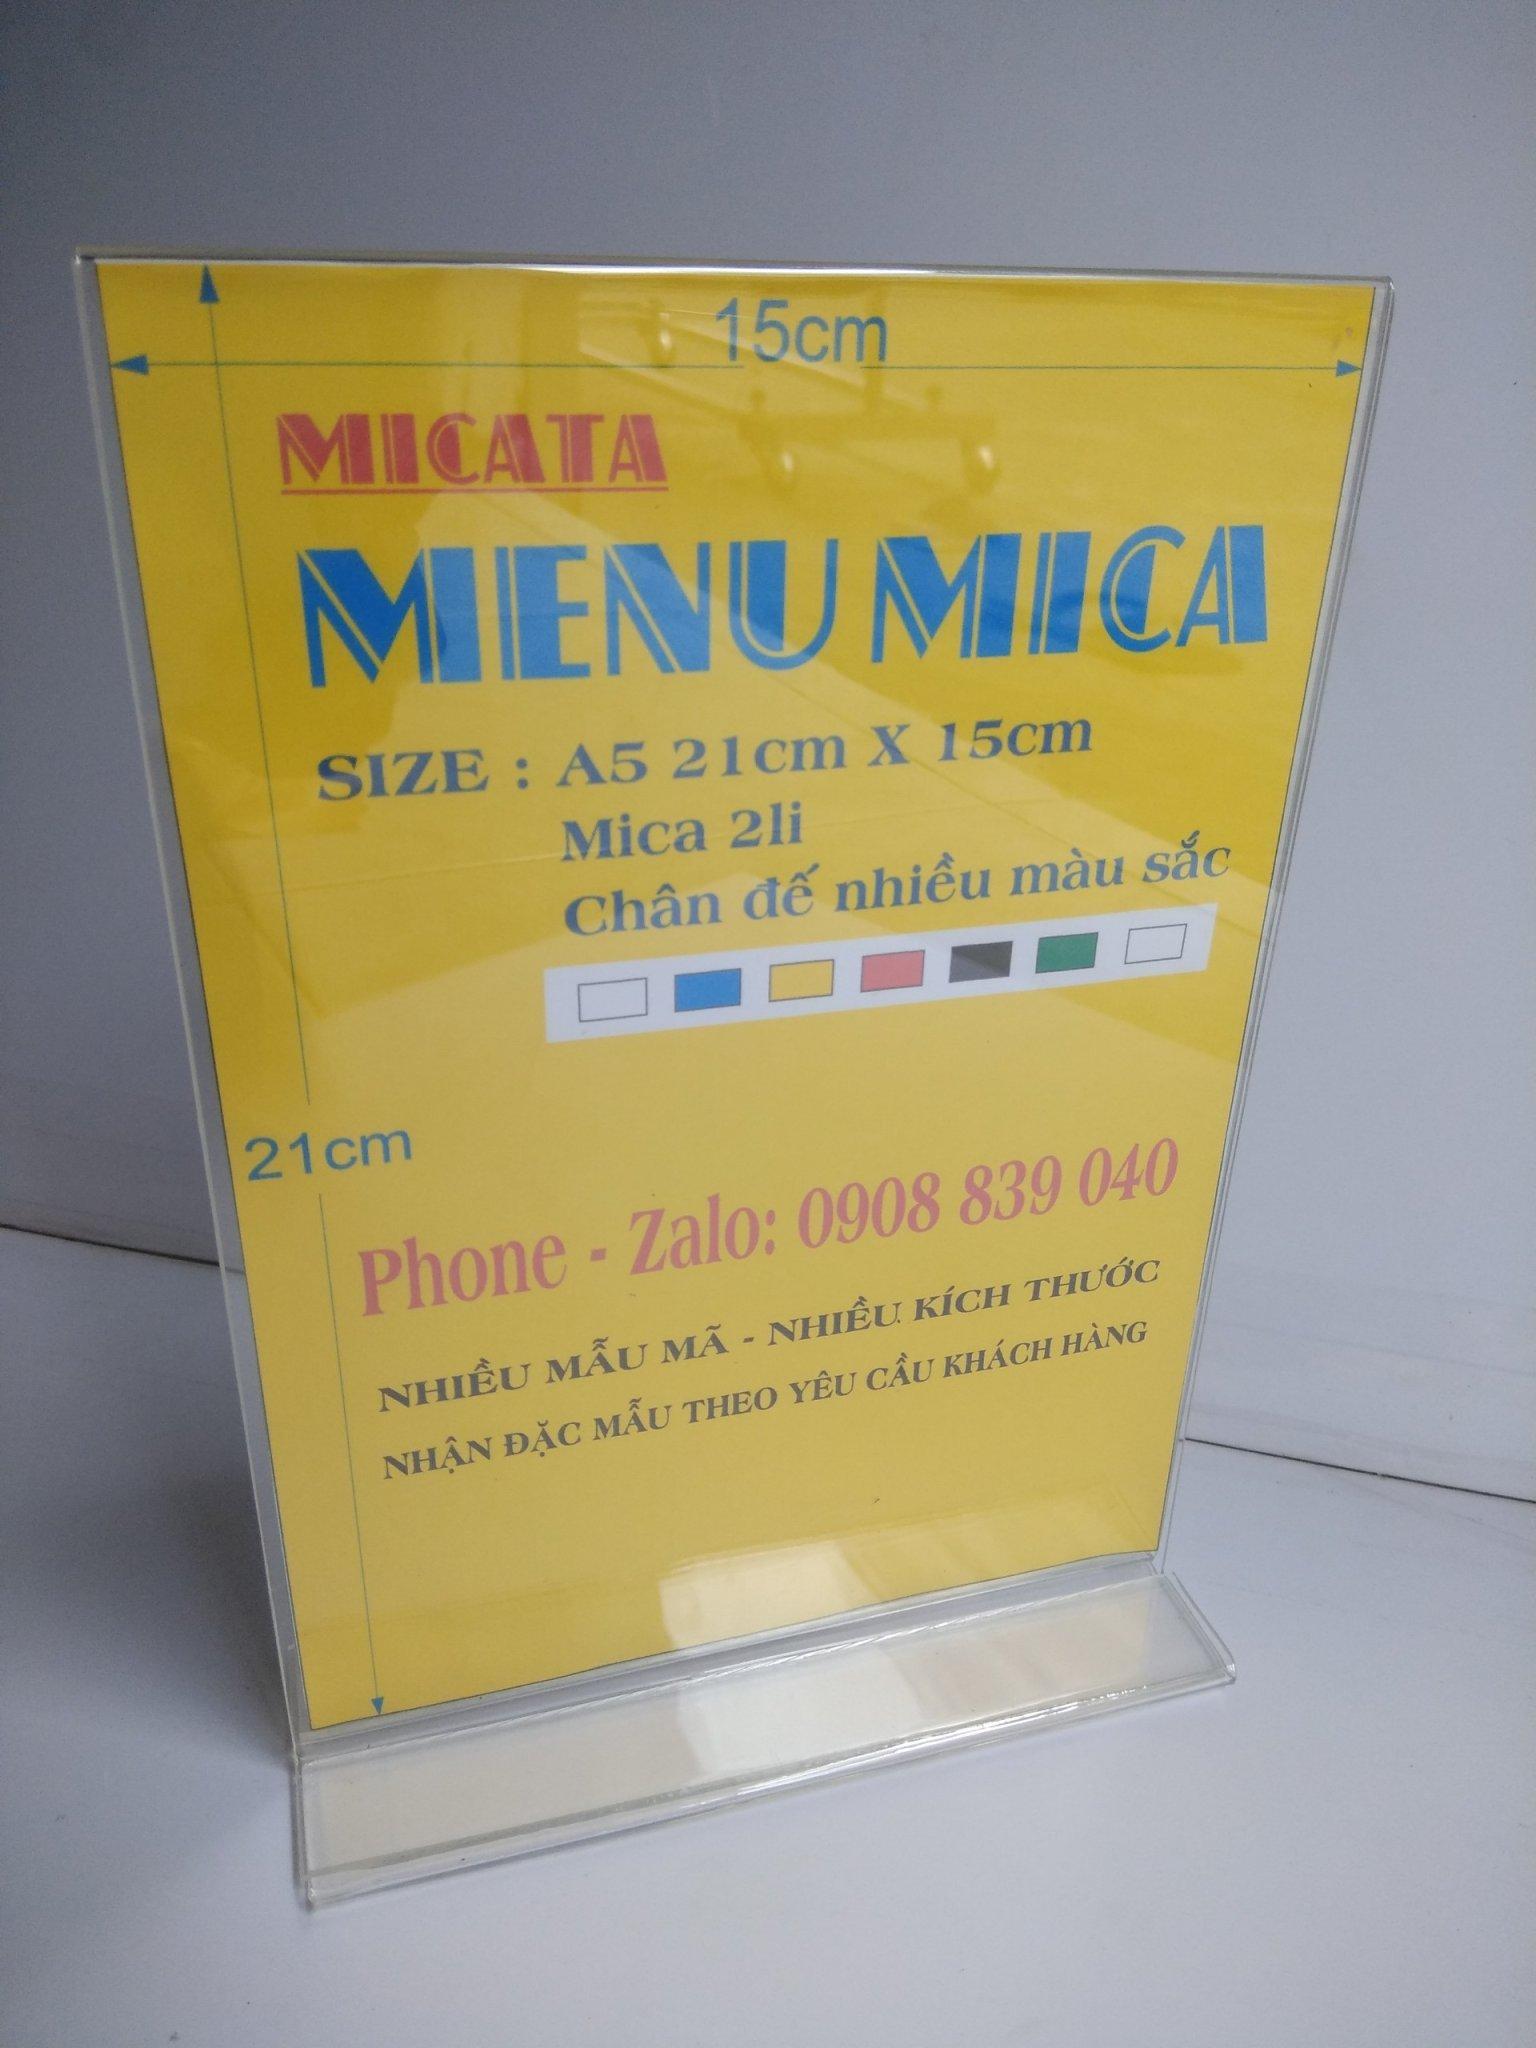 15cm
MICATA
MENU MICA
SIZE : A5 21cm X 15cm
Mica 2li
Chân đế nhiều màu sắc
21cm
Phone - Zalo: 0908 839 040
NHIỀU MẪU MÃ - NHIỀU KÍCH THƯỚC
NHẬN ĐẶC MẪU THEO YÊU CẦU KHÁCH HÀNG